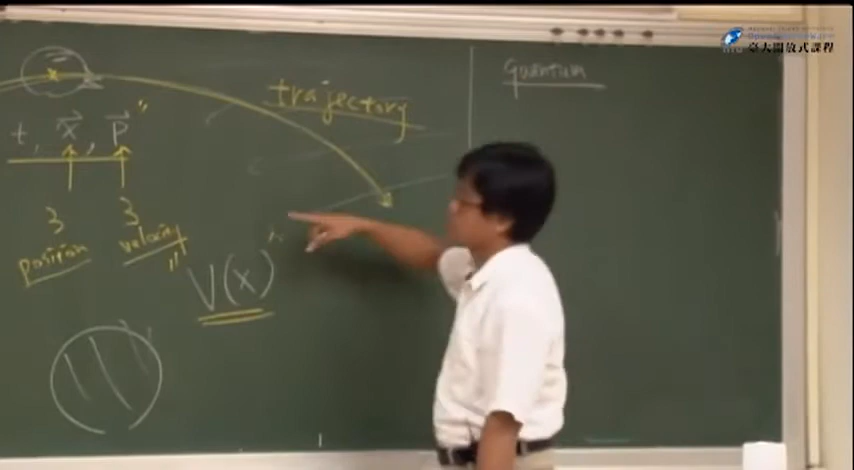 trajectory
t, x⃗, p⃗ "
3 3
position velocity "
V(x)
Quantum
臺大開放式課程